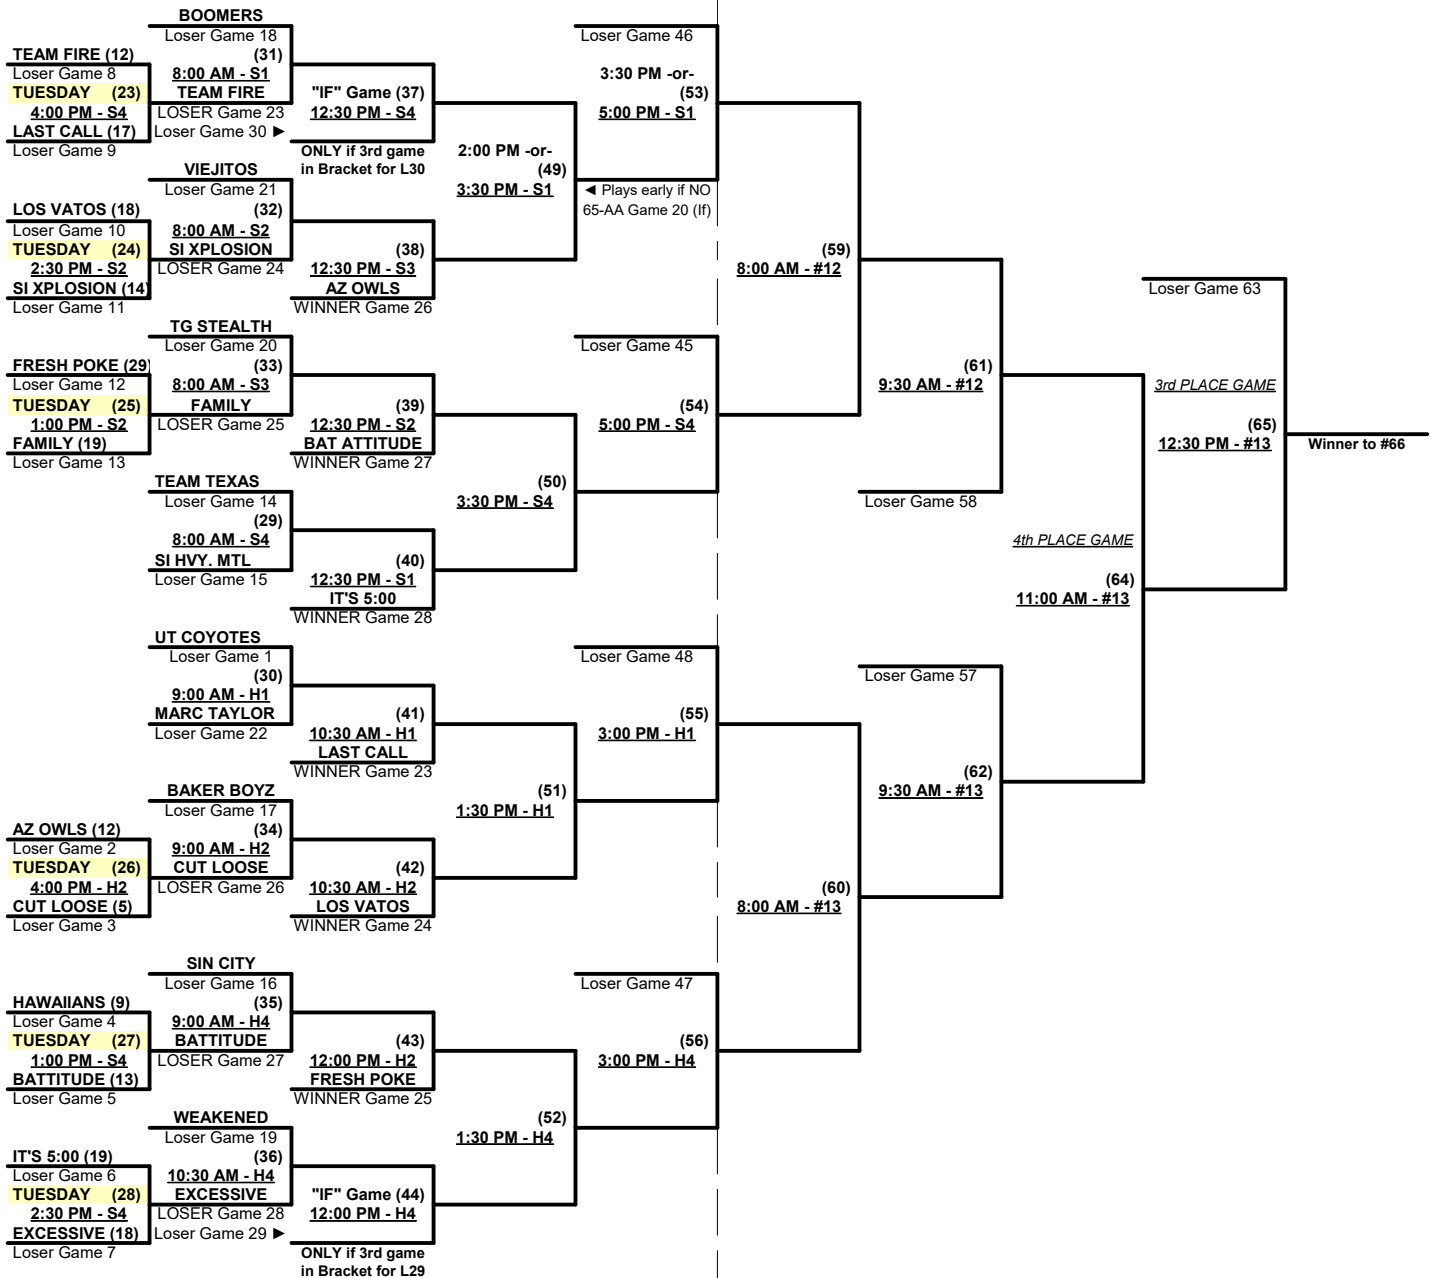 BOOMERS
Loser Game 18
TEAM FIRE (12)
Loser Game 8
(31)
8:00 AM - S1
TUESDAY (23)
4:00 PM - S4
TEAM FIRE
LOSER Game 23
LAST CALL (17)
Loser Game 9
Loser Game 30 ►
"IF" Game (37)
12:30 PM - S4
ONLY if 3rd game
in Bracket for L30
VIEJITOS
Loser Game 21
LOS VATOS (18)
Loser Game 10
(32)
8:00 AM - S2
TUESDAY (24)
2:30 PM - S2
SI XPLOSION
LOSER Game 24
SI XPLOSION (14)
Loser Game 11
(38)
12:30 PM - S3
AZ OWLS
WINNER Game 26
2:00 PM -or-
(49)
3:30 PM - S1
Loser Game 46
3:30 PM -or-
(53)
5:00 PM - S1
◄ Plays early if NO
65-AA Game 20 (If)
TG STEALTH
Loser Game 20
FRESH POKE (29)
Loser Game 12
(33)
8:00 AM - S3
TUESDAY (25)
1:00 PM - S2
FAMILY
LOSER Game 25
FAMILY (19)
Loser Game 13
(39)
12:30 PM - S2
BAT ATTITUDE
WINNER Game 27
TEAM TEXAS
Loser Game 14
(29)
8:00 AM - S4
SI HVY. MTL
Loser Game 15
(40)
12:30 PM - S1
IT'S 5:00
WINNER Game 28
(50)
3:30 PM - S4
Loser Game 45
(54)
5:00 PM - S4
(59)
8:00 AM - #12
(61)
9:30 AM - #12
Loser Game 58
UT COYOTES
Loser Game 1
(30)
9:00 AM - H1
MARC TAYLOR
Loser Game 22
(41)
10:30 AM - H1
LAST CALL
WINNER Game 23
BAKER BOYZ
Loser Game 17
AZ OWLS (12)
Loser Game 2
(34)
9:00 AM - H2
TUESDAY (26)
4:00 PM - H2
CUT LOOSE
LOSER Game 26
CUT LOOSE (5)
Loser Game 3
(42)
10:30 AM - H2
LOS VATOS
WINNER Game 24
(51)
1:30 PM - H1
Loser Game 48
(55)
3:00 PM - H1
SIN CITY
Loser Game 16
HAWAIIANS (9)
Loser Game 4
(35)
9:00 AM - H4
TUESDAY (27)
1:00 PM - S4
BATTITUDE
LOSER Game 27
BATTITUDE (13)
Loser Game 5
(43)
12:00 PM - H2
FRESH POKE
WINNER Game 25
WEAKENED
Loser Game 19
IT'S 5:00 (19)
Loser Game 6
(36)
10:30 AM - H4
TUESDAY (28)
2:30 PM - S4
EXCESSIVE
LOSER Game 28
EXCESSIVE (18)
Loser Game 7
Loser Game 29 ►
"IF" Game (44)
12:00 PM - H4
ONLY if 3rd game
in Bracket for L29
(52)
1:30 PM - H4
Loser Game 47
(56)
3:00 PM - H4
(60)
8:00 AM - #13
Loser Game 57
(62)
9:30 AM - #13
4th PLACE GAME
(64)
11:00 AM - #13
Loser Game 63
3rd PLACE GAME
(65)
12:30 PM - #13
Winner to #66